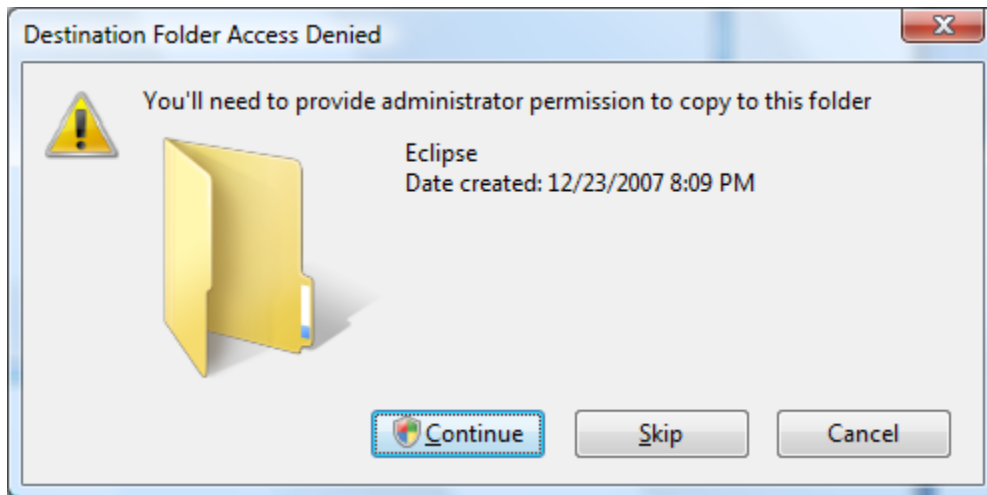 Destination Folder Access Denied
You'll need to provide administrator permission to copy to this folder
Eclipse
Date created: 12/23/2007 8:09 PM
Continue
Skip
Cancel